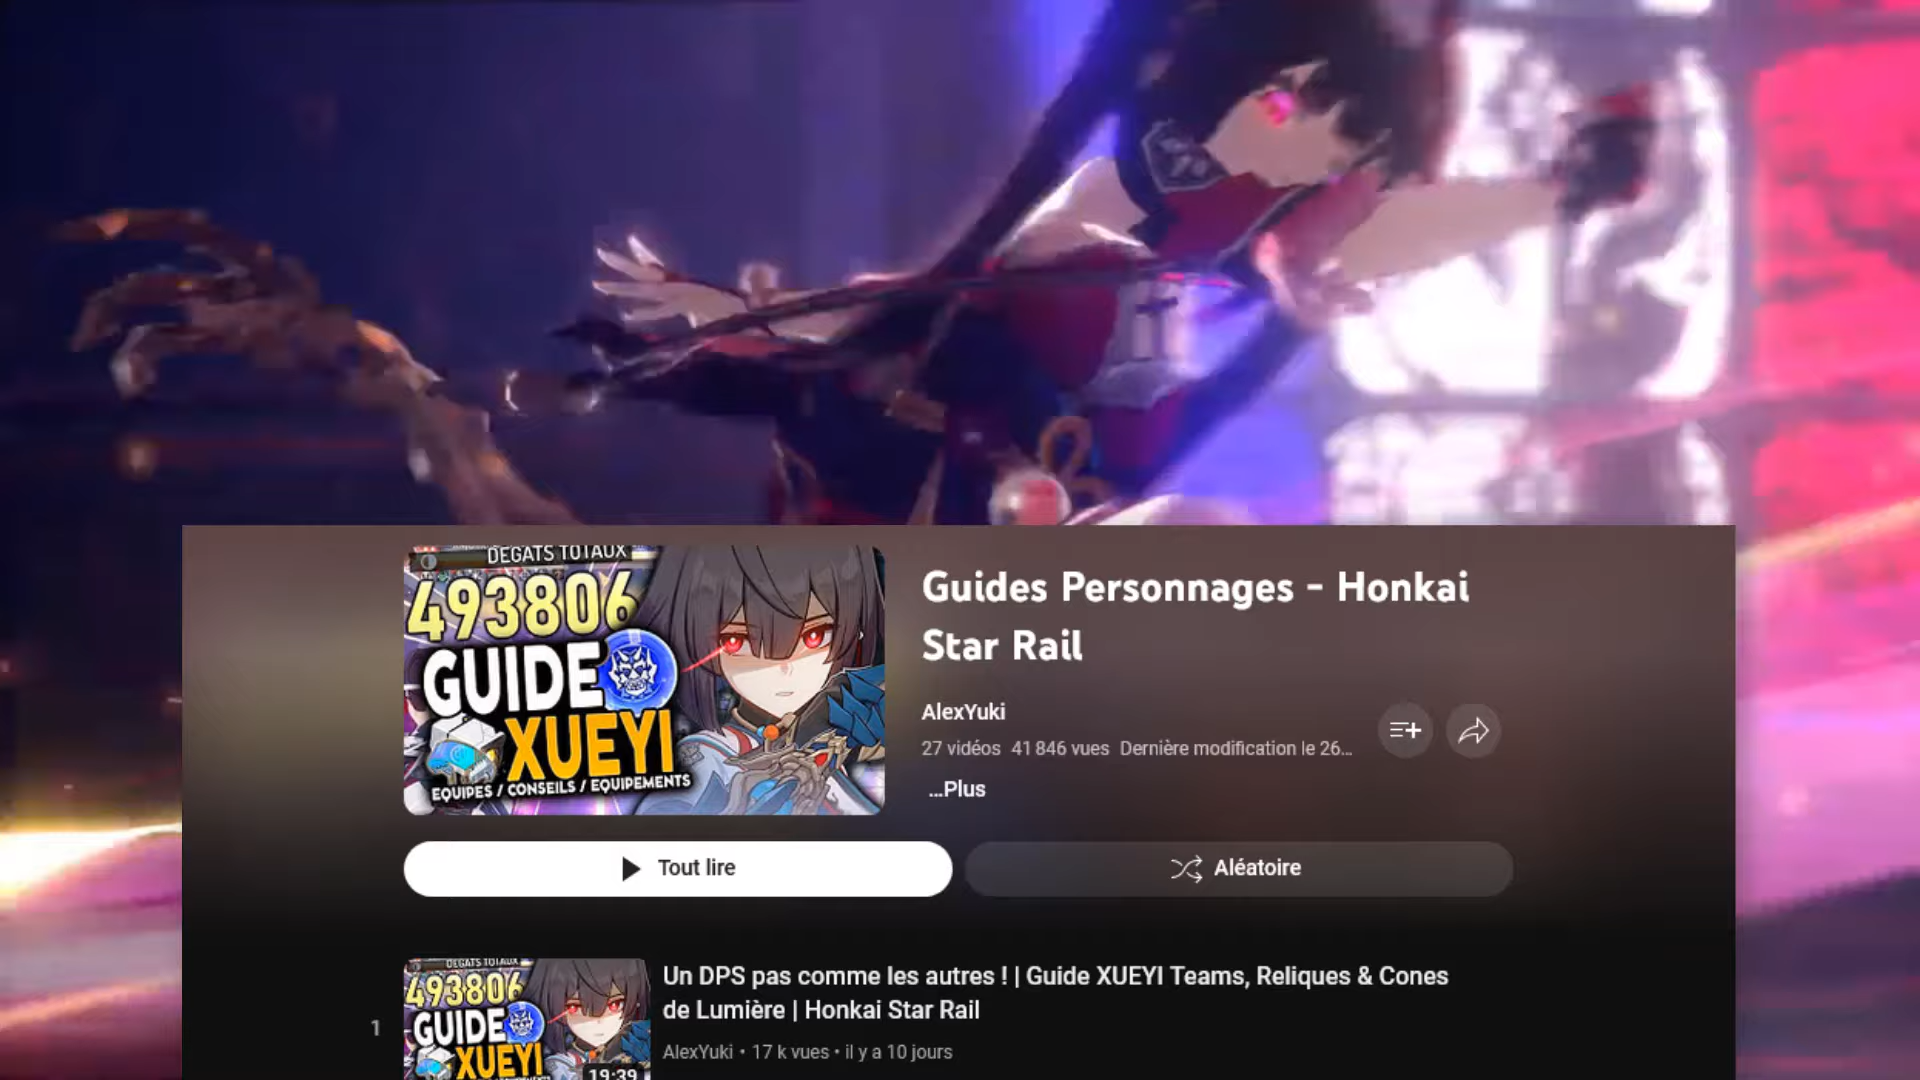 DEGATS TOTAUX
493806
GUIDE
XUEYI
EQUIPES / CONSEILS / EQUIPEMENTS
Guides Personnages - Honkai
Star Rail
AlexYuki
27 vidéos 41 846 vues Dernière modification le 26...
...Plus
Tout lire
Aléatoire
1
DEGATS TOTAUX
493806
GUIDE
XUEYI
19:39
Un DPS pas comme les autres ! | Guide XUEYI Teams, Reliques & Cones
de Lumière | Honkai Star Rail
AlexYuki • 17 k vues • il y a 10 jours